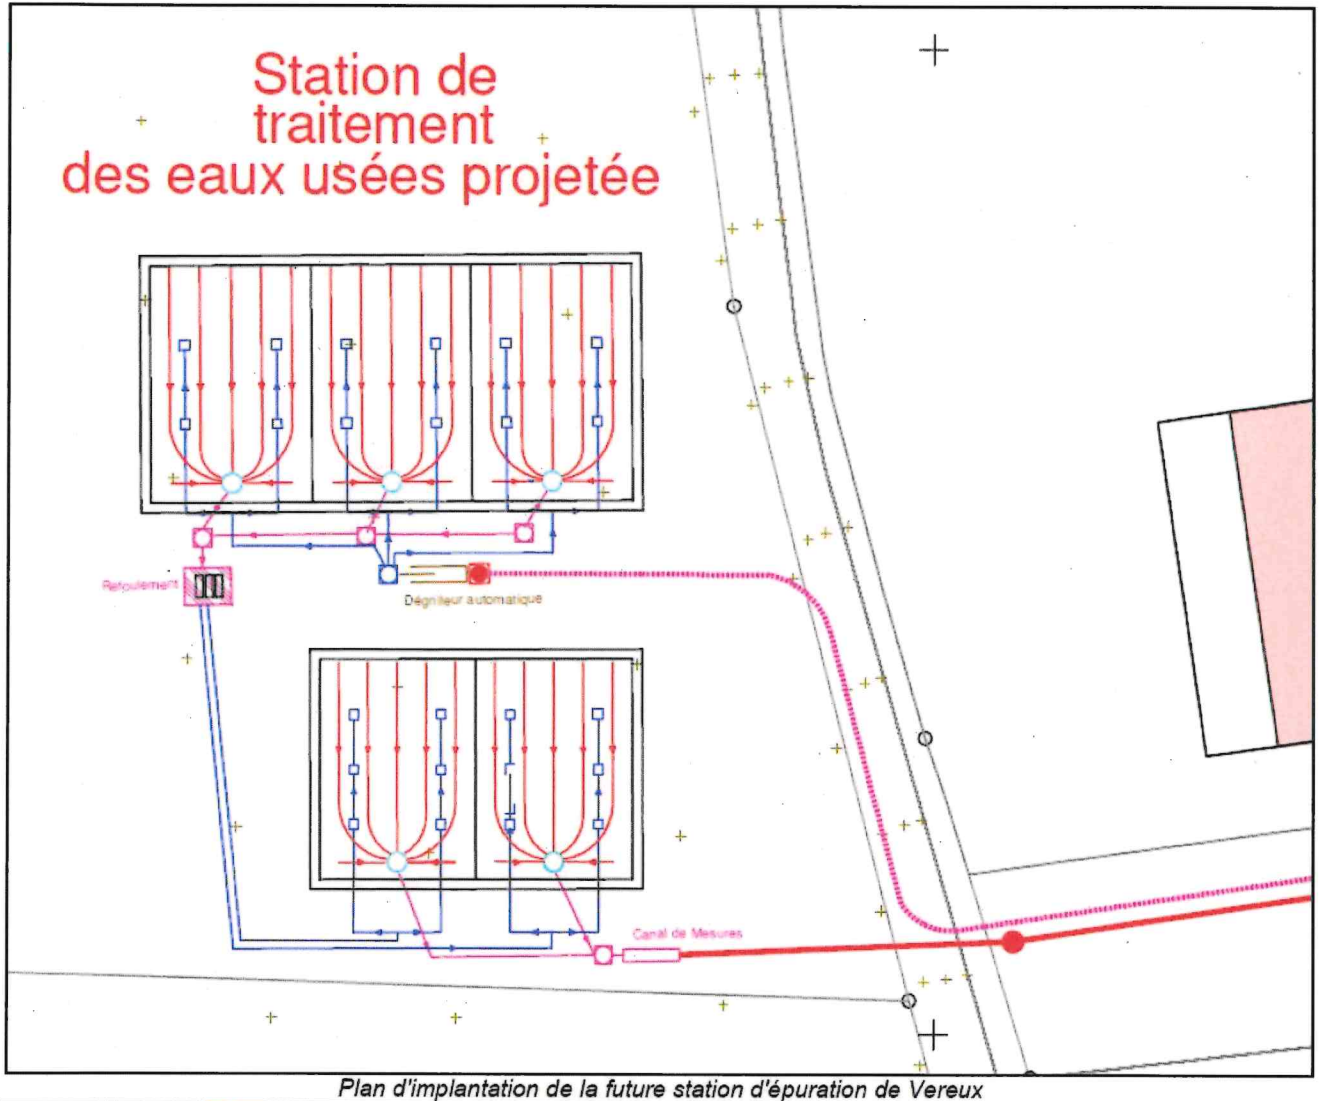 Station de
traitement
des eaux usées projetée
Refoulement
Dégrilleur automatique
Canal de Mesures
Plan d'implantation de la future station d'épuration de Vereux